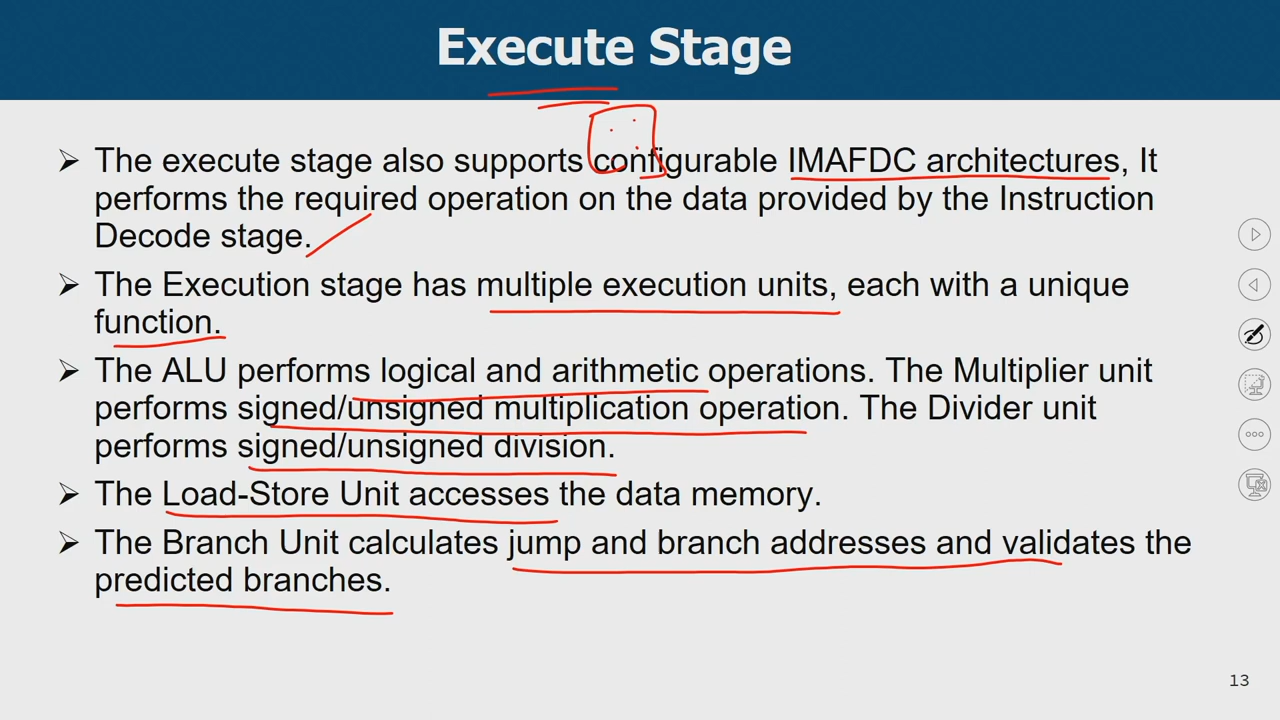 Execute Stage
➢ The execute stage also supports configurable IMAFDC architectures, It
performs the required operation on the data provided by the Instruction
Decode stage.
➢ The Execution stage has multiple execution units, each with a unique
function.
➢ The ALU performs logical and arithmetic operations. The Multiplier unit
performs signed/unsigned multiplication operation. The Divider unit
performs signed/unsigned division.
➢ The Load-Store Unit accesses the data memory.
➢ The Branch Unit calculates jump and branch addresses and validates the
predicted branches.
13